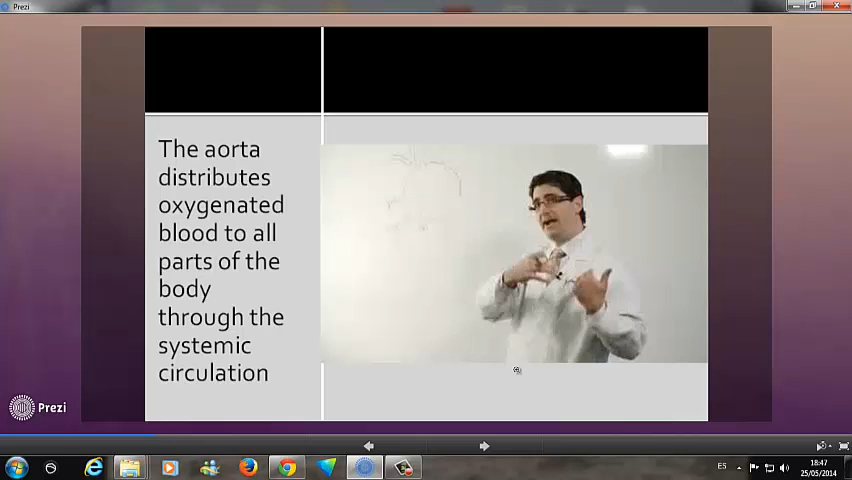 Prezi
The aorta
distributes
oxygenated
blood to all
parts of the
body
through the
systemic
circulation
Prezi
ES
18:47
25/05/2014